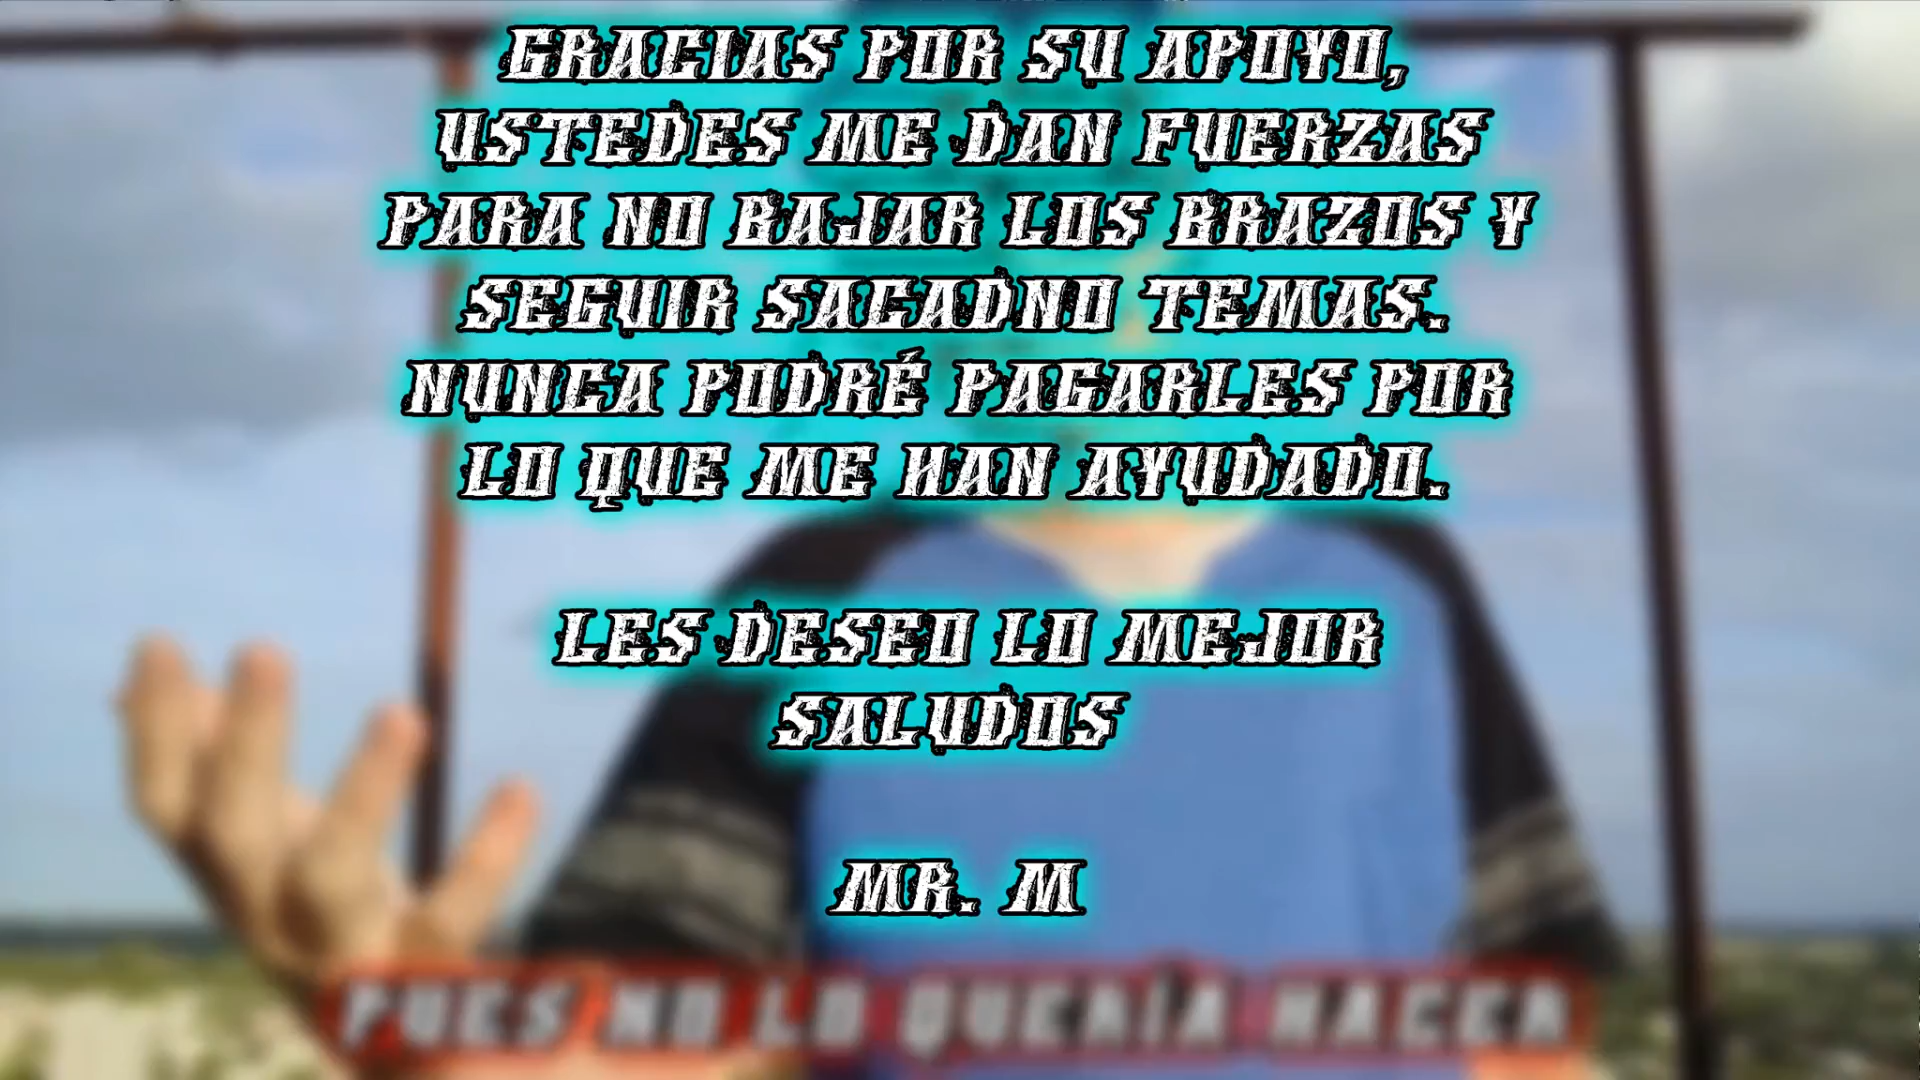 GRACIAS POR SU APOYO,
USTEDES ME DAN FUERZAS
PARA NO BAJAR LOS BRAZOS Y
SEGUIR SACADNO TEMAS.
NUNCA PODRÉ PAGARLES POR
LO QUE ME HAN AYUDADO.
LES DESEO LO MEJOR
SALUDOS
MR. M
PUES NO LO QUERÍA HACER